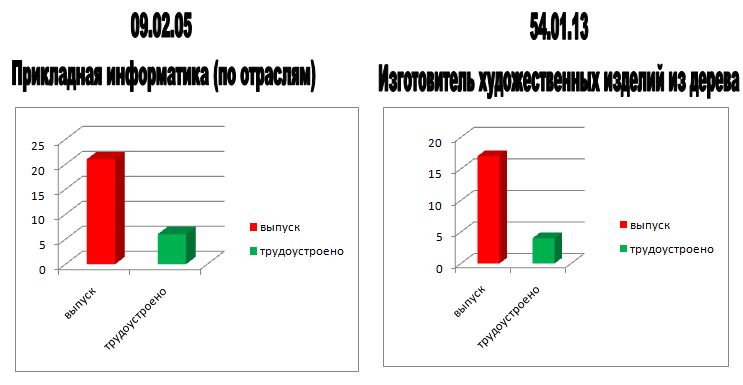 09.02.05
Прикладная информатика (по отраслям)
25
20
15
10
5
0
выпуск
трудоустроено
выпуск
трудоустроено
54.01.13
Изготовитель художественных изделий из дерева
20
15
10
5
0
выпуск
трудоустроено
выпуск
трудоустроено